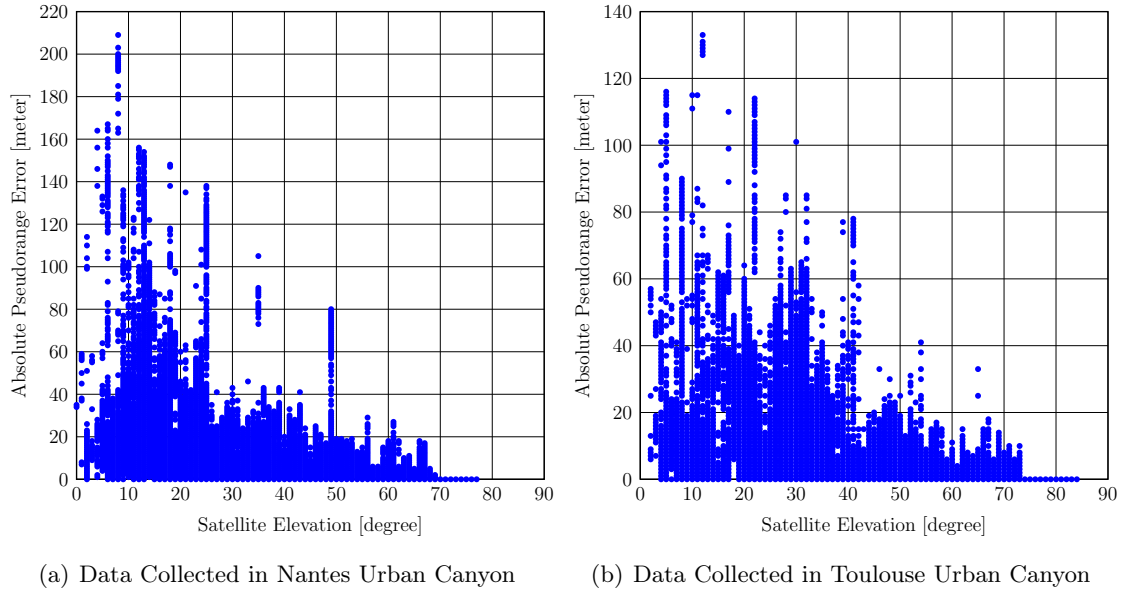 220
200
180
160
140
120
100
80
60
40
20
0
0 10 20 30 40 50 60 70 80 90
Absolute Pseudorange Error [meter]
Satellite Elevation [degree]
(a) Data Collected in Nantes Urban Canyon
140
120
100
80
60
40
20
0
0 10 20 30 40 50 60 70 80 90
Absolute Pseudorange Error [meter]
Satellite Elevation [degree]
(b) Data Collected in Toulouse Urban Canyon